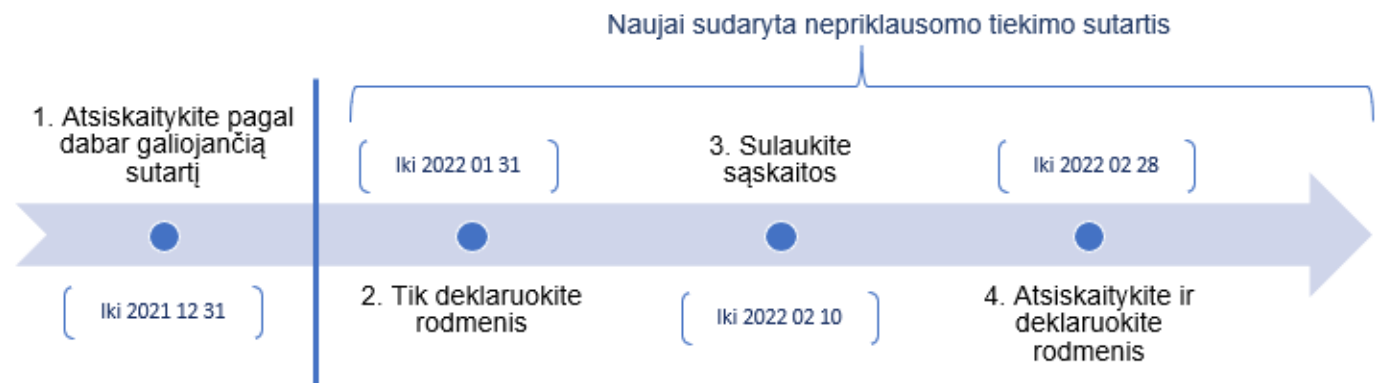 Naujai sudaryta nepriklausomo tiekimo sutartis
1. Atsiskaitykite pagal
dabar galiojančią
sutartį
Iki 2021 12 31
Iki 2022 01 31
2. Tik deklaruokite
rodmenis
3. Sulaukite
sąskaitos
Iki 2022 02 10
Iki 2022 02 28
4. Atsiskaitykite ir
deklaruokite
rodmenis